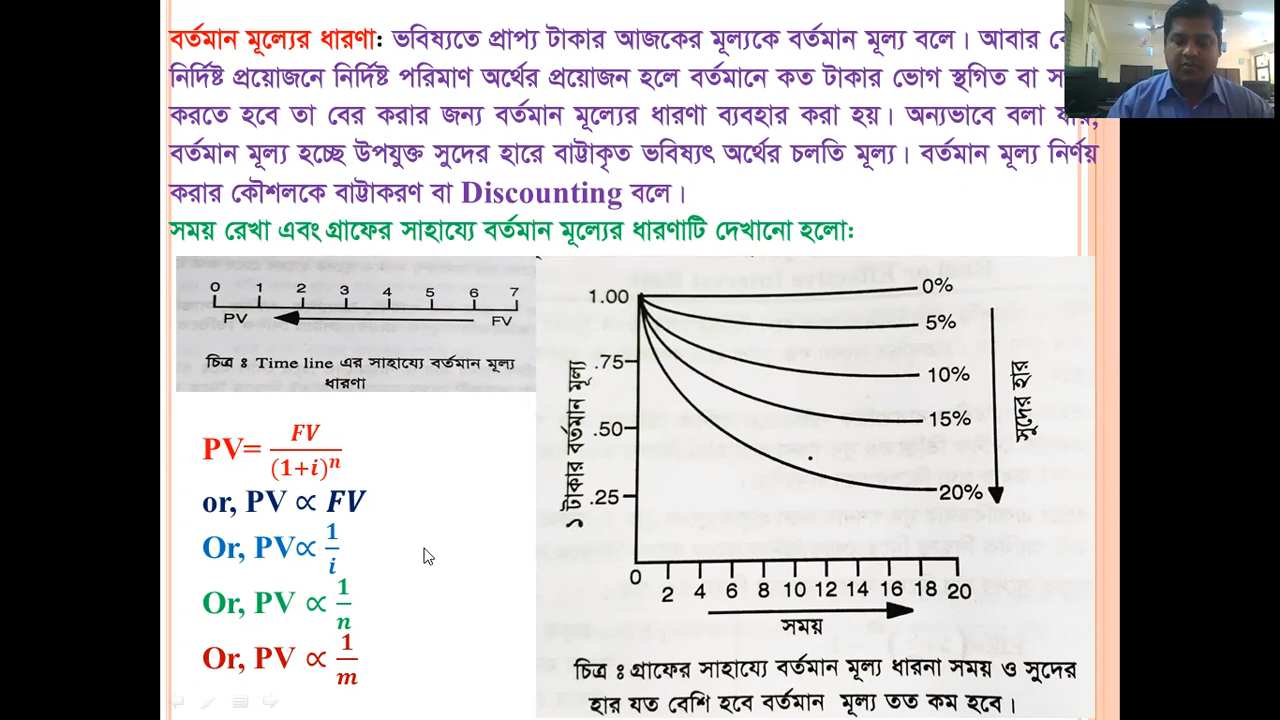 বর্তমান মূল্যের ধারণা: ভবিষ্যতে প্রাপ্য টাকার আজকের মূল্যকে বর্তমান মূল্য বলে। আবার
নির্দিষ্ট প্রয়োজনে নির্দিষ্ট পরিমাণ অর্থের প্রয়োজন হলে বর্তমানে কত টাকার ভোগ স্থগিত বা
করতে হবে তা বের করার জন্য বর্তমান মূল্যের ধারণা ব্যবহার করা হয়। অন্যভাবে বলা যায়,
বর্তমান মূল্য হচ্ছে উপযুক্ত সুদের হারে বাট্টাকৃত ভবিষ্যৎ অর্থের চলতি মূল্য। বর্তমান মূল্য নির্ণয়
করার কৌশলকে বাট্টাকরণ বা Discounting বলে।
সময় রেখা এবং গ্রাফের সাহায্যে বর্তমান মূল্যের ধারণাটি দেখানো হলো:
0 1 2 3 4 5 6 7
PV FV
চিত্র ঃ Time line এর সাহায্যে বর্তমান মূল্য
ধারণা
PV= FV/(1+i)^n
or, PV ∝ FV
Or, PV∝ 1/i
Or, PV ∝ 1/n
Or, PV ∝ 1/m
১ টাকার বর্তমান মূল্য
1.00
.75
.50
.25
0%
5%
10%
15%
20%
সুদের হার
0 2 4 6 8 10 12 14 16 18 20
সময়
চিত্র ঃ গ্রাফের সাহায্যে বর্তমান মূল্য ধারনা সময় ও সুদের
হার যত বেশি হবে বর্তমান মূল্য তত কম হবে।